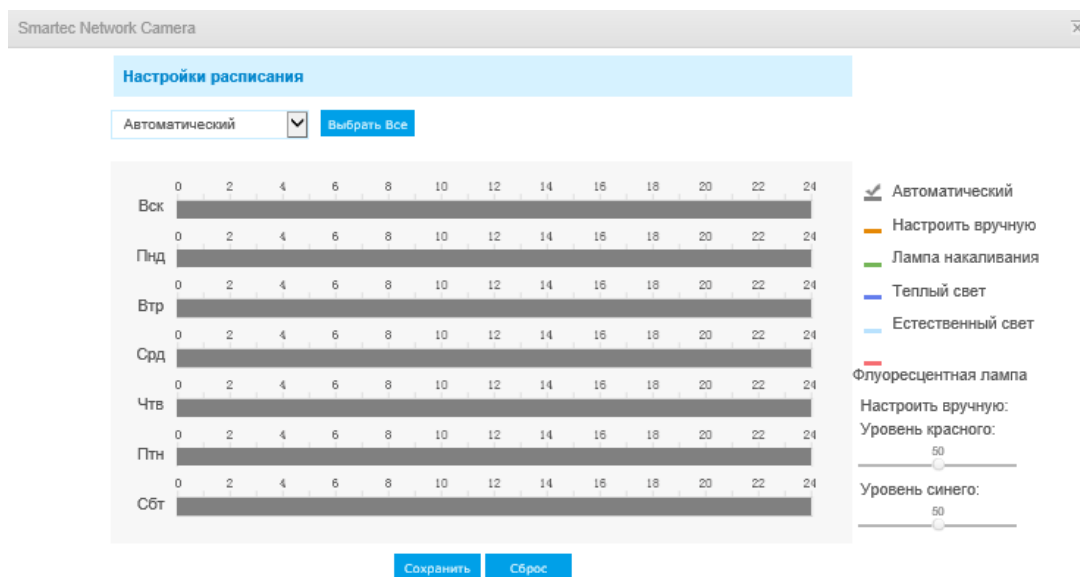 Smartec Network Camera
Настройки расписания
Автоматический Выбрать Все
0 2 4 6 8 10 12 14 16 18 20 22 24
Вск
0 2 4 6 8 10 12 14 16 18 20 22 24
Пнд
0 2 4 6 8 10 12 14 16 18 20 22 24
Втр
0 2 4 6 8 10 12 14 16 18 20 22 24
Срд
0 2 4 6 8 10 12 14 16 18 20 22 24
Чтв
0 2 4 6 8 10 12 14 16 18 20 22 24
Птн
0 2 4 6 8 10 12 14 16 18 20 22 24
Сбт
Автоматический
Настроить вручную
Лампа накаливания
Теплый свет
Естественный свет
Флуоресцентная лампа
Настроить вручную:
Уровень красного:
50
Уровень синего:
50
Сохранить Сброс